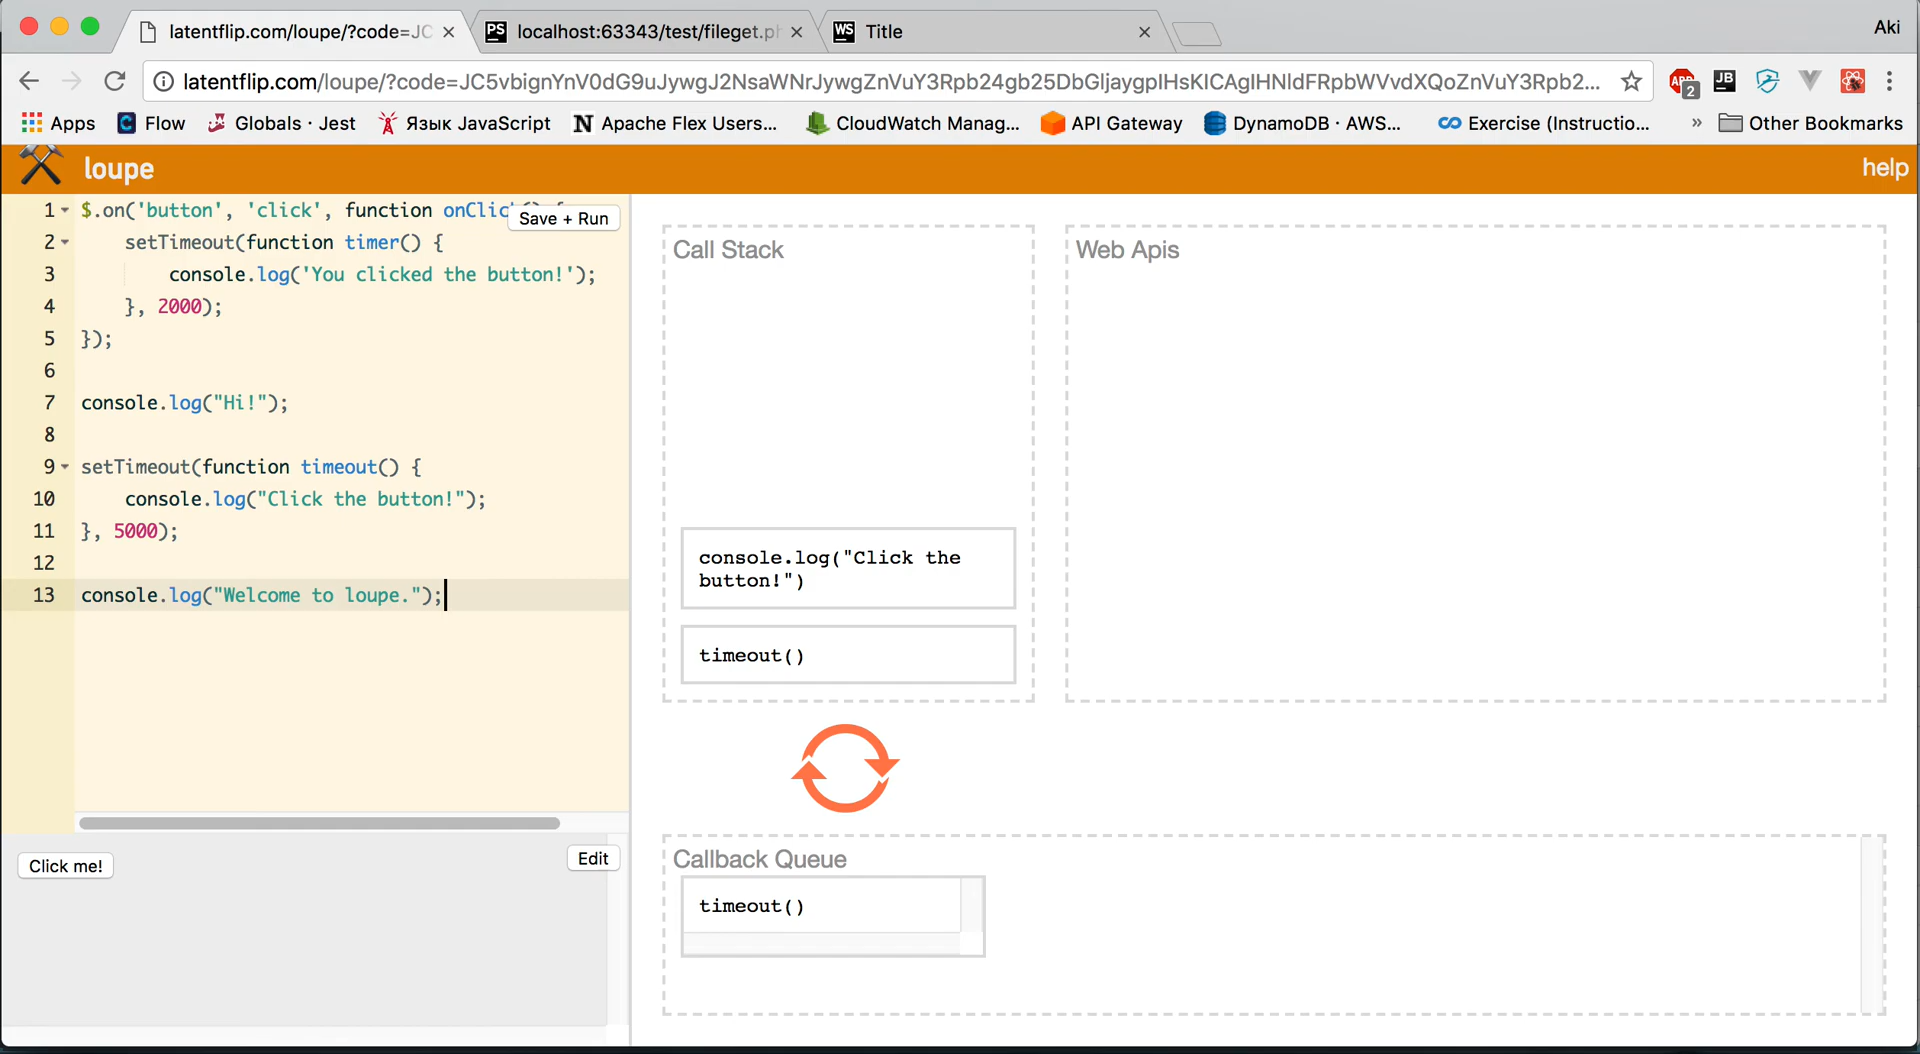 latentflip.com/loupe/?code=JC
localhost:63343/test/fileget.ph
Title
Aki
latentflip.com/loupe/?code=JC5vbignYnV0dG9uJywgJ2NsaWNrJywgZnVuY3Rpb24gb25DbGljaygpIHsKICAgIHNldFRpbWVvdXQoZnVuY3Rpb2...
Apps
Flow
Globals · Jest
Язык JavaScript
Apache Flex Users...
CloudWatch Manag...
API Gateway
DynamoDB · AWS...
Exercise (Instructio...
» Other Bookmarks
loupe
help
1 $.on('button', 'click', function onClic
Save + Run
2 setTimeout(function timer() {
3 console.log('You clicked the button!');
4 }, 2000);
5 });
6
7 console.log("Hi!");
8
9 setTimeout(function timeout() {
10 console.log("Click the button!");
11 }, 5000);
12
13 console.log("Welcome to loupe.");
Click me!
Edit
Call Stack
console.log("Click the
button!")
timeout()
Web Apis
Callback Queue
timeout()